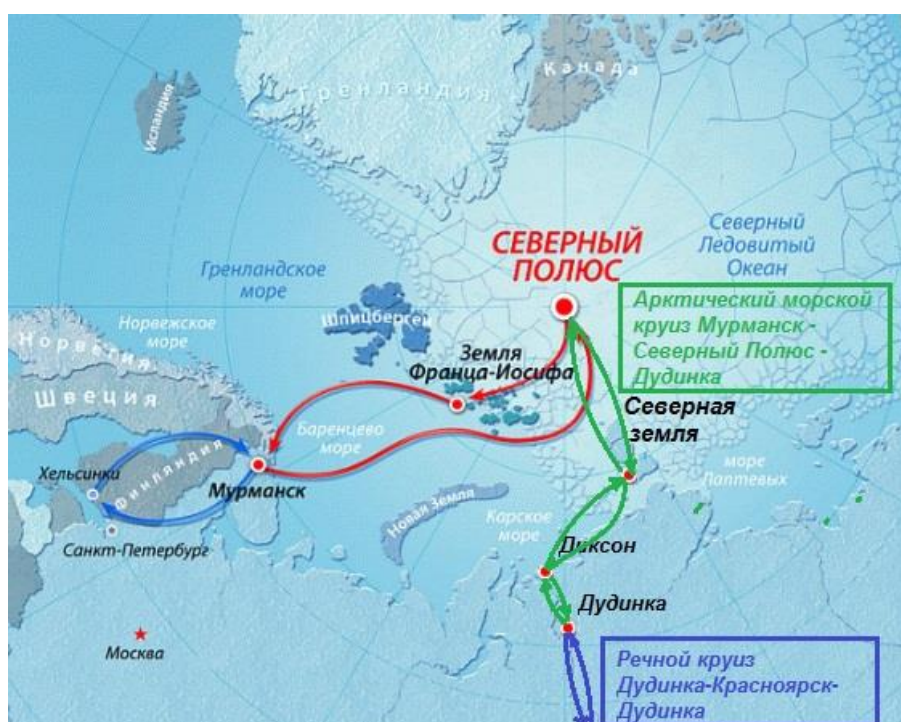 Исландия
Гренландия
Канада
СЕВЕРНЫЙ
ПОЛЮС
Северный
Ледовитый
Океан
Гренландское
море
Норвежское
море
Шпицберген
Арктический морской
круиз Мурманск -
Северный Полюс -
Дудинка
Земля
Франца-Иосифа
Норвегия
Швеция
Финляндия
Баренцево
море
Северная
земля
море
Лаптевых
Хельсинки
Мурманск
Санкт-Петербург
Новая Земля
Карское
море
Диксон
Дудинка
Москва
Речной круиз
Дудинка-Красноярск-
Дудинка